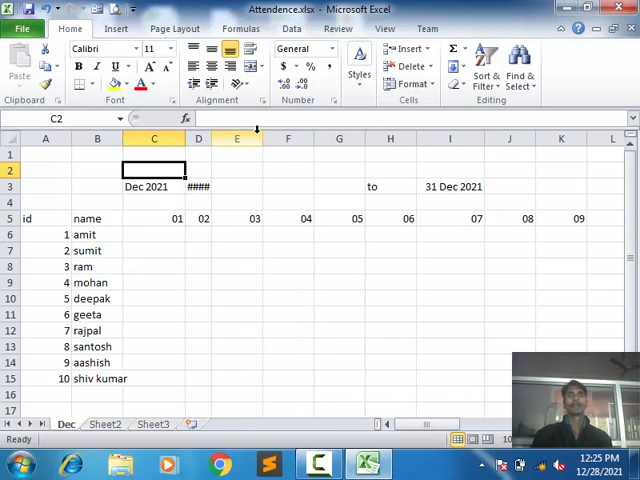 Attendence.xlsx - Microsoft Excel
File Home Insert Page Layout Formulas Data Review View
Paste Calibri 11 General Styles Insert Σ Sort & Filter Find & Select
B I U $ % , Delete
Format
Clipboard Font Alignment Number Cells Editing
C2 fx
A B C D E F G H I J K L
1
2
3 Dec 2021 #### to 31 Dec 2021
4
5 id name 01 02 03 04 05 06 07 08 09
6 1 amit
7 2 sumit
8 3 ram
9 4 mohan
10 5 deepak
11 6 geeta
12 7 rajpal
13 8 santosh
14 9 aashish
15 10 shiv kumar
16
17
Dec Sheet2 Sheet3
Ready 10
12:25 PM
12/28/2021